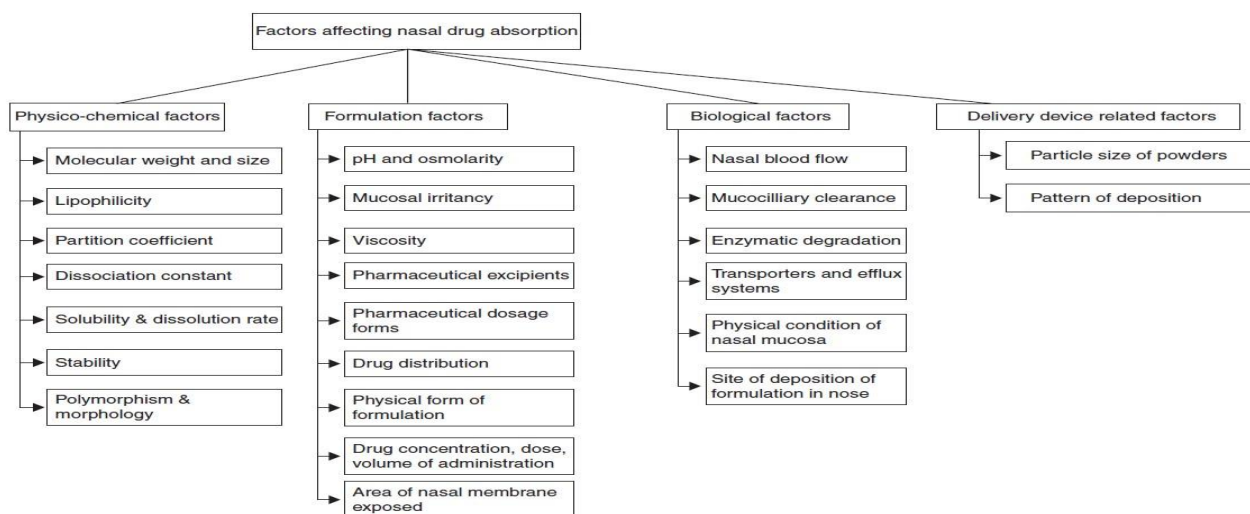 Factors affecting nasal drug absorption
Physico-chemical factors
Molecular weight and size
Lipophilicity
Partition coefficient
Dissociation constant
Solubility & dissolution rate
Stability
Polymorphism &
morphology
Formulation factors
pH and osmolarity
Mucosal irritancy
Viscosity
Pharmaceutical excipients
Pharmaceutical dosage
forms
Drug distribution
Physical form of
formulation
Drug concentration, dose,
volume of administration
Area of nasal membrane
exposed
Biological factors
Nasal blood flow
Mucocilliary clearance
Enzymatic degradation
Transporters and efflux
systems
Physical condition of
nasal mucosa
Site of deposition of
formulation in nose
Delivery device related factors
Particle size of powders
Pattern of deposition